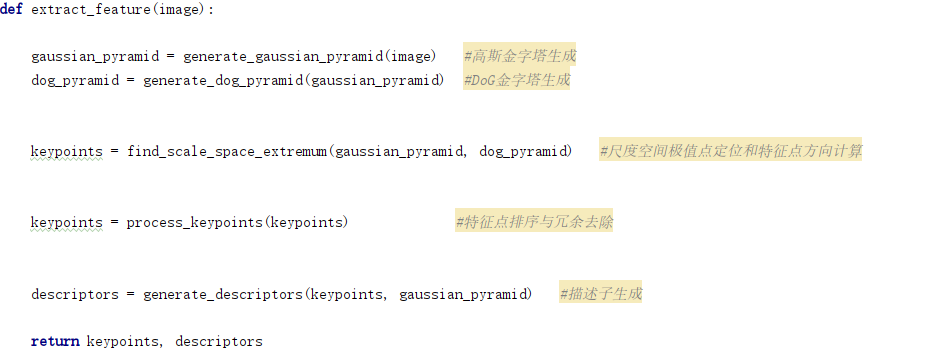 def extract_feature(image):
gaussian_pyramid = generate_gaussian_pyramid(image) #高斯金字塔生成
dog_pyramid = generate_dog_pyramid(gaussian_pyramid) #DoG金字塔生成
keypoints = find_scale_space_extremum(gaussian_pyramid, dog_pyramid) #尺度空间极值点定位和特征点方向计算
keypoints = process_keypoints(keypoints) #特征点排序与冗余去除
descriptors = generate_descriptors(keypoints, gaussian_pyramid) #描述子生成
return keypoints, descriptors